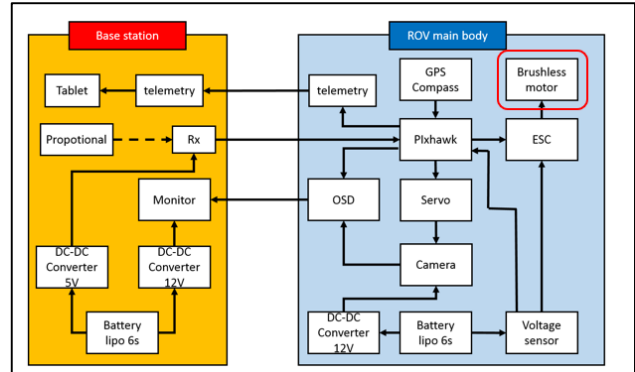 Base station
ROV main body
Tablet
telemetry
telemetry
GPS
Compass
Brushless
motor
Propotional
Rx
PIxhawk
ESC
Monitor
OSD
Servo
DC-DC
Converter
5V
DC-DC
Converter
12V
Camera
Battery
lipo 6s
DC-DC
Converter
12V
Battery
lipo 6s
Voltage
sensor